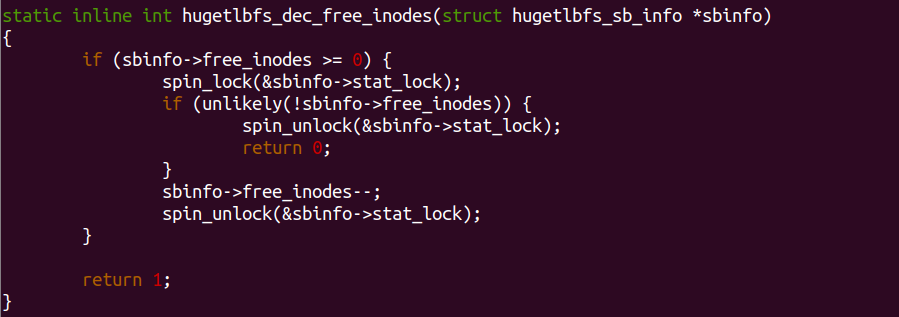 static inline int hugetlbfs_dec_free_inodes(struct hugetlbfs_sb_info *sbinfo)
{
        if (sbinfo->free_inodes >= 0) {
                spin_lock(&sbinfo->stat_lock);
                if (unlikely(!sbinfo->free_inodes)) {
                        spin_unlock(&sbinfo->stat_lock);
                        return 0;
                }
                sbinfo->free_inodes--;
                spin_unlock(&sbinfo->stat_lock);
        }

        return 1;
}